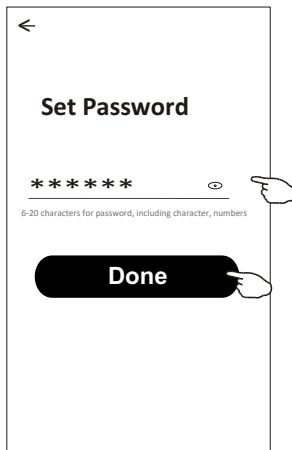 Set Password
******
6-20 characters for password, including character, numbers
Done